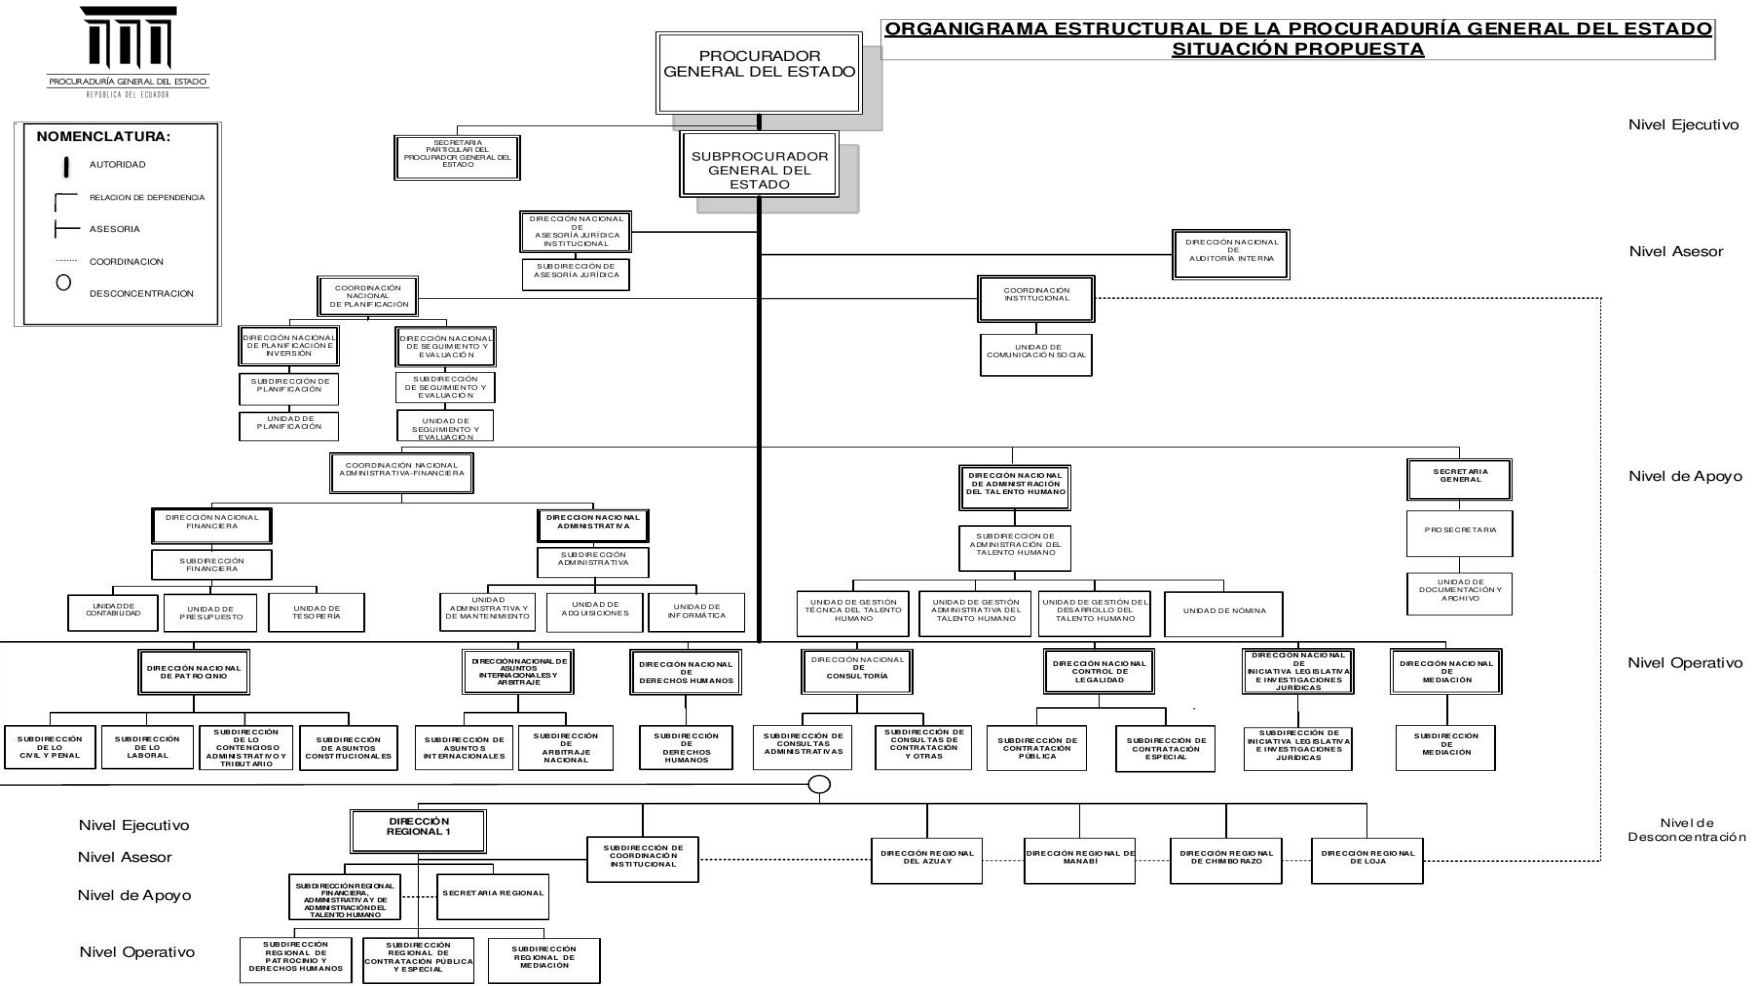 PROCURADURÍA GENERAL DEL ESTADO
REPÚBLICA DEL ECUADOR
ORGANIGRAMA ESTRUCTURAL DE LA PROCURADURÍA GENERAL DEL ESTADO
SITUACIÓN PROPUESTA
PROCURADOR
GENERAL DEL ESTADO
Nivel Ejecutivo
NOMENCLATURA:
AUTORIDAD
RELACION DE DEPENDENCIA
ASESORIA
COORDINACION
DESCONCENTRACION
SECRETARIA
PARTICULAR DEL
PROCURADOR GENERAL DEL
ESTADO
SUBPROCURADOR
GENERAL DEL
ESTADO
DIRECCIÓN NACIONAL
DE
ASESORÍA JURÍDICA
INSTITUCIONAL
SUBDIRECCIÓN DE
ASESORÍA JURÍDICA
DIRECCIÓN NACIONAL
DE
AUDITORÍA INTERNA
Nivel Asesor
COORDINACIÓN
NACIONAL
DE PLANIFICACIÓN
COORDINACIÓN
INSTITUCIONAL
DIRECCIÓN NACIONAL
DE PLANIFICACIÓN E
INVERSIÓN
DIRECCIÓN NACIONAL
DE SEGUIMIENTO Y
EVALUACIÓN
UNIDAD DE
COMUNICACIÓN SOCIAL
SUBDIRECCIÓN DE
PLANIFICACIÓN
SUBDIRECCIÓN
DE SEGUIMIENTO Y
EVALUACIÓN
UNIDAD DE
PLANIFICACIÓN
UNIDAD DE
SEGUIMIENTO Y
EVALUACIÓN
COORDINACIÓN NACIONAL
ADMINISTRATIVA-FINANCIERA
DIRECCIÓN NACIONAL
DE ADMINISTRACIÓN
DEL TALENTO HUMANO
SECRETARIA
GENERAL
Nivel de Apoyo
DIRECCIÓN NACIONAL
FINANCIERA
DIRECCION NACIONAL
ADMINISTRATIVA
SUBDIRECCION DE
ADMINISTRACIÓN DEL
TALENTO HUMANO
PROSECRETARIA
SUBDIRECCIÓN
FINANCIERA
SUBDIRECCIÓN
ADMINISTRATIVA
UNIDAD DE
DOCUMENTACIÓN Y
ARCHIVO
UNIDAD DE
CONTABILIDAD
UNIDAD DE
PRESUPUESTO
UNIDAD DE
TESORERÍA
UNIDAD
ADMINISTRATIVA Y
DE MANTENIMIENTO
UNIDAD DE
ADQUISICIONES
UNIDAD DE
INFORMÁTICA
UNIDAD DE GESTIÓN
TÉCNICA DEL TALENTO
HUMANO
UNIDAD DE GESTIÓN
ADMINISTRATIVA DEL
TALENTO HUMANO
UNIDAD DE GESTIÓN DEL
DESARROLLO DEL
TALENTO HUMANO
UNIDAD DE NÓMINA
DIRECCIÓN NACIONAL
DE PATROCINIO
DIRECCIÓN NACIONAL DE
ASUNTOS
INTERNACIONALES Y
ARBITRAJE
DIRECCIÓN NACIONAL
DE
DERECHOS HUMANOS
DIRECCIÓN NACIONAL
DE
CONSULTORÍA
DIRECCIÓN NACIONAL
CONTROL DE
LEGALIDAD
DIRECCIÓN NACIONAL
DE
INICIATIVA LEGISLATIVA
E INVESTIGACIONES
JURÍDICAS
DIRECCIÓN NACIONAL
DE
MEDIACIÓN
Nivel Operativo
SUBDIRECCIÓN
DE LO
CIVIL Y PENAL
SUBDIRECCIÓN
DE LO
LABORAL
SUBDIRECCIÓN
DE LO
CONTENCIOSO
ADMINISTRATIVO Y
TRIBUTARIO
SUBDIRECCIÓN
DE ASUNTOS
CONSTITUCIONALES
SUBDIRECCIÓN DE
ASUNTOS
INTERNACIONALES
SUBDIRECCIÓN
DE
ARBITRAJE
NACIONAL
SUBDIRECCIÓN
DE
DERECHOS
HUMANOS
SUBDIRECCIÓN DE
CONSULTAS
ADMINISTRATIVAS
SUBDIRECCIÓN DE
CONSULTAS DE
CONTRATACIÓN
Y OTRAS
SUBDIRECCIÓN DE
CONTRATACIÓN
PÚBLICA
SUBDIRECCIÓN DE
CONTRATACIÓN
ESPECIAL
SUBDIRECCIÓN DE
INICIATIVA LEGISLATIVA
E INVESTIGACIONES
JURÍDICAS
SUBDIRECCIÓN
DE
MEDIACIÓN
Nivel Ejecutivo
DIRECCIÓN
REGIONAL 1
Nivel de
Desconcentración
Nivel Asesor
SUBDIRECCIÓN DE
COORDINACIÓN
INSTITUCIONAL
DIRECCIÓN REGIONAL
DEL AZUAY
DIRECCIÓN REGIONAL DE
MANABÍ
DIRECCIÓN REGIONAL
DE CHIMBORAZO
DIRECCIÓN REGIONAL
DE LOJA
Nivel de Apoyo
SUBDIRECCIÓN REGIONAL
FINANCIERA,
ADMINISTRATIVA Y DE
ADMINISTRACIÓN DEL
TALENTO HUMANO
SECRETARIA REGIONAL
Nivel Operativo
SUBDIRECCIÓN
REGIONAL DE
PATROCINIO Y
DERECHOS HUMANOS
SUBDIRECCIÓN
REGIONAL DE
CONTRATACIÓN PÚBLICA
Y ESPECIAL
SUBDIRECCIÓN
REGIONAL DE
MEDIACIÓN